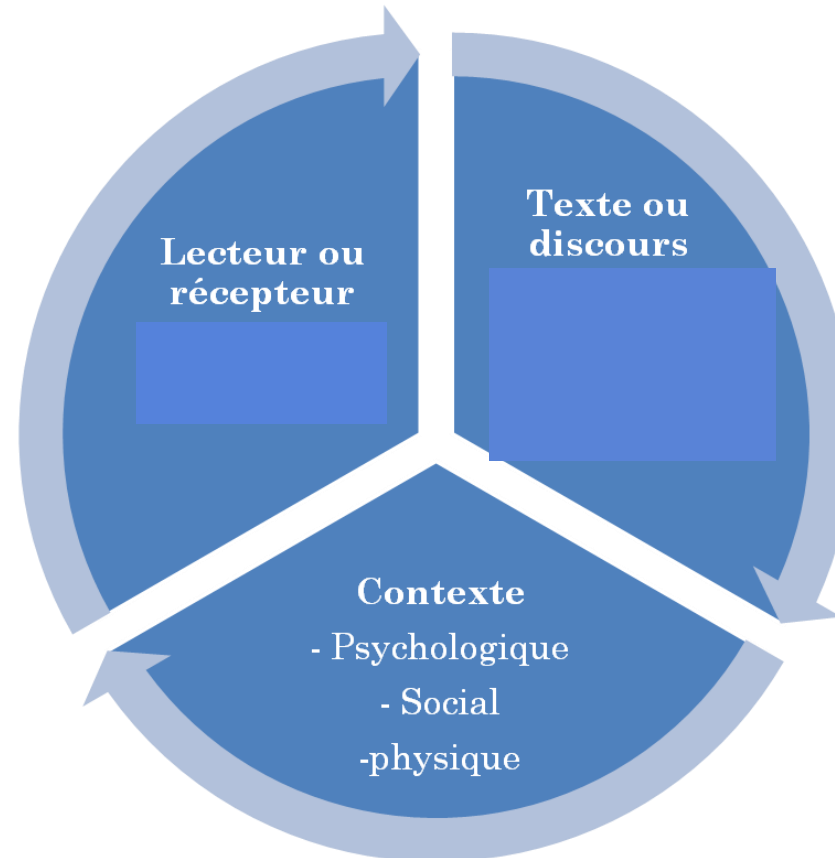 Texte ou
discours
Lecteur ou
récepteur
Contexte
- Psychologique
- Social
-physique